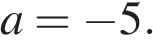 a = −5.